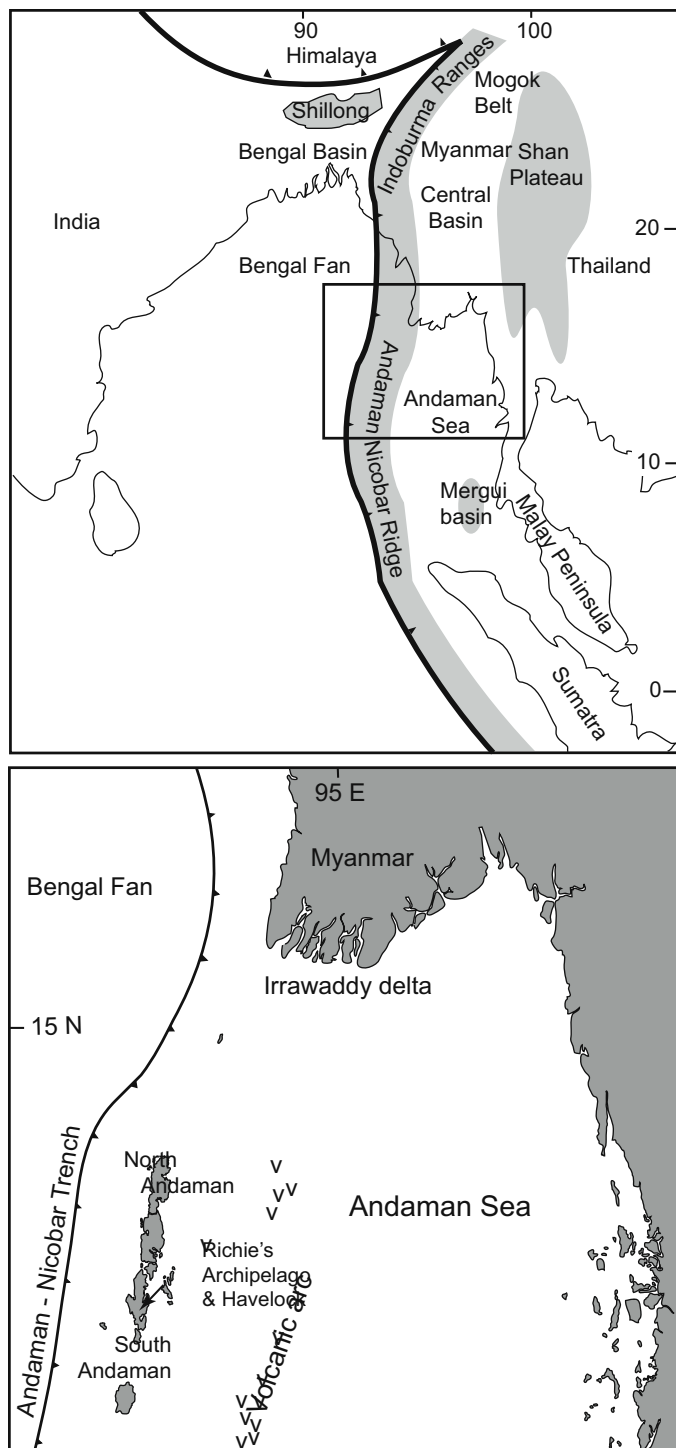 90
100
Himalaya
Indoburma Ranges
Mogok
Belt
Shillong
Bengal Basin
Myanmar
Shan
Plateau
Central
Basin
India
20
Bengal Fan
Thailand
Andaman Nicobar Ridge
Andaman
Sea
10
Mergui
basin
Malay Peninsula
Sumatra
0
95 E
Myanmar
Bengal Fan
Irrawaddy delta
15 N
Andaman - Nicobar Trench
North
Andaman
v
v
v
v
Andaman Sea
v
Richie's
Archipelago
& Havelock
Volcanic arc
South
Andaman
v
v
v
v
v
v
v